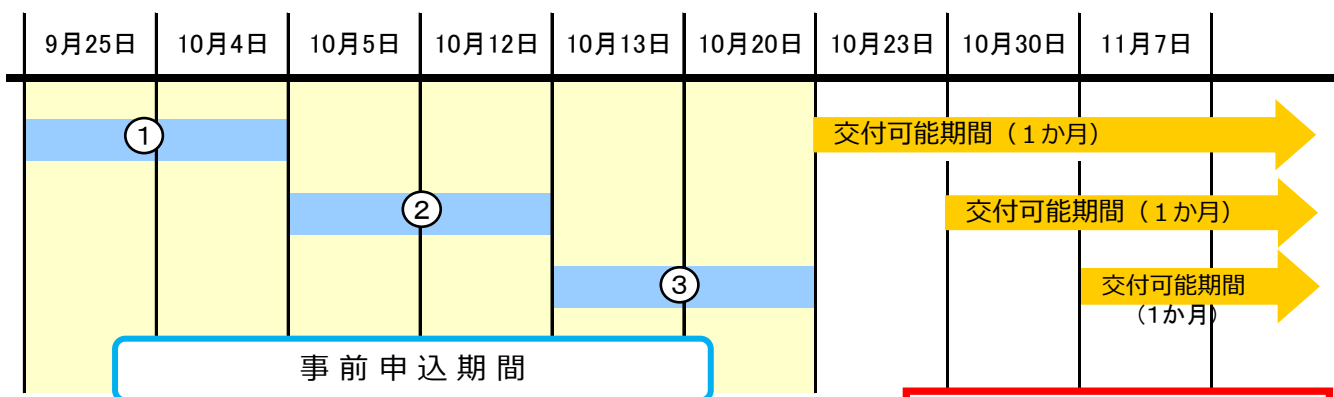 9月25日 10月4日 10月5日 10月12日 10月13日 10月20日 10月23日 10月30日 11月7日
① 交付可能期間（１か月）
② 交付可能期間（１か月）
③ 交付可能期間
（1か月）
事前申込期間